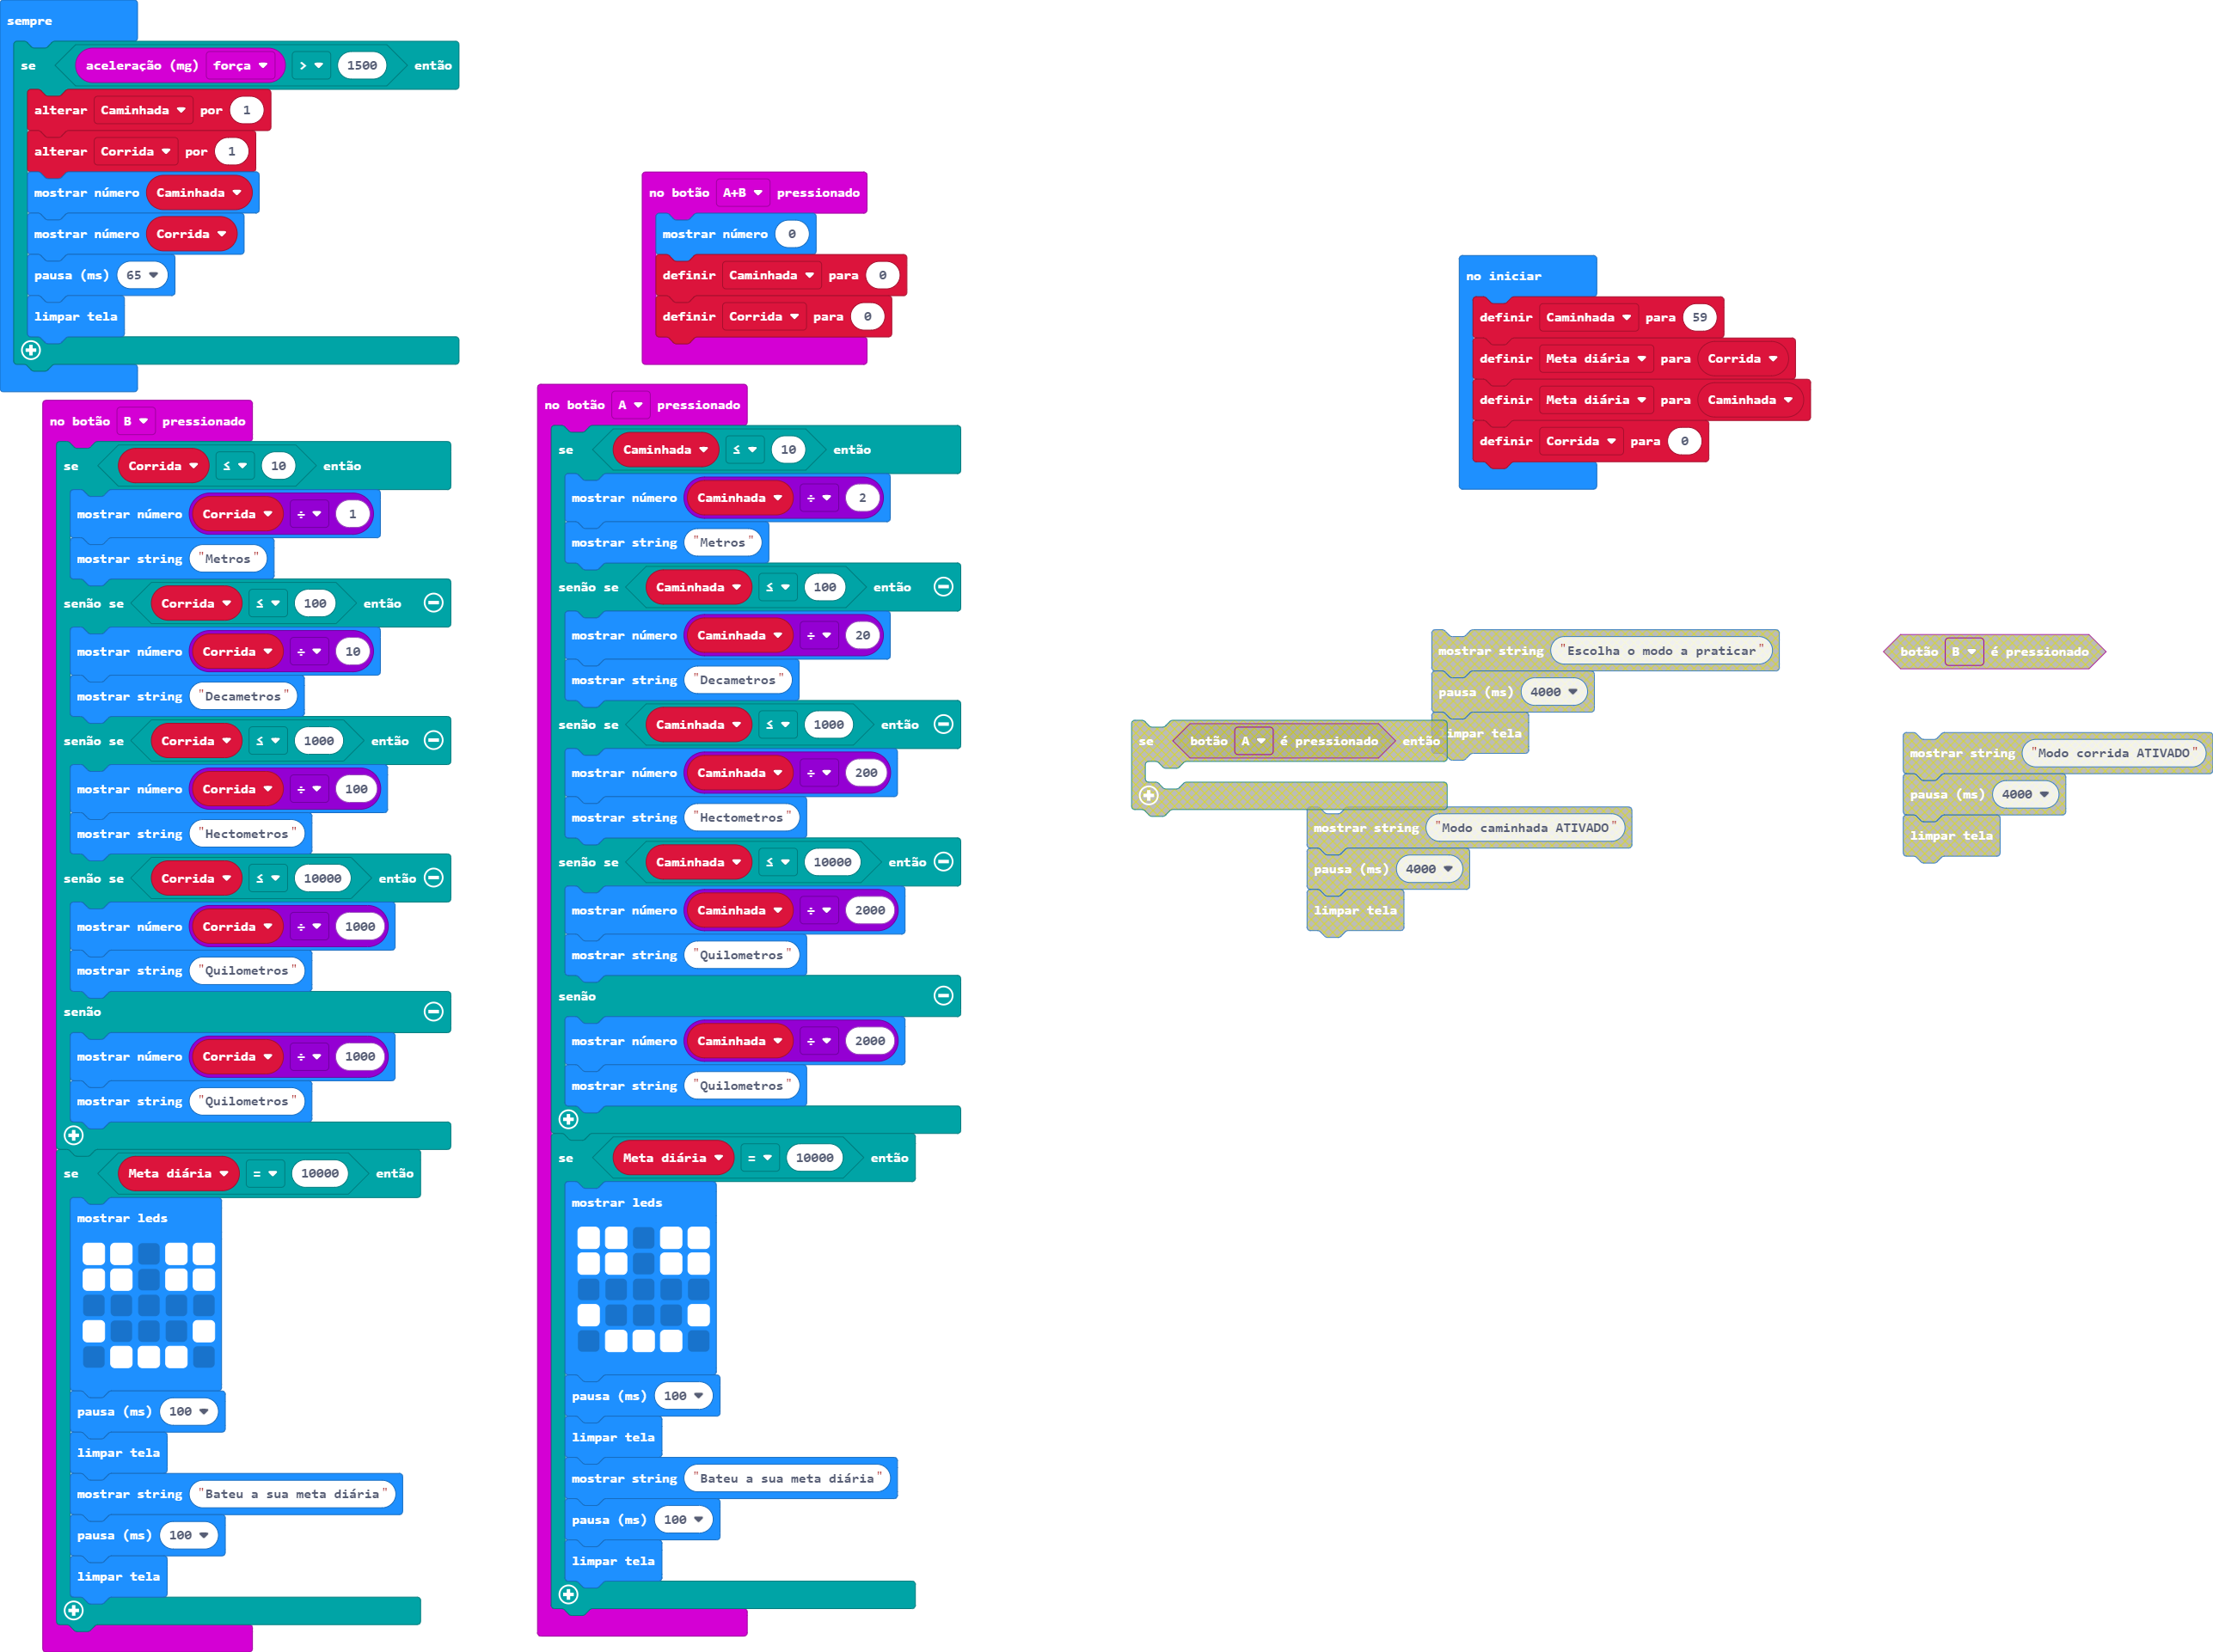 sempre
se aceleração (mg) força > 1500 então
alterar Caminhada por 1
alterar Corrida por 1
mostrar número Caminhada
mostrar número Corrida
pausa (ms) 65
limpar tela
no botão B pressionado
se Corrida ≤ 10 então
mostrar número Corrida ÷ 1
mostrar string "Metros"
senão se Corrida ≤ 100 então
mostrar número Corrida ÷ 10
mostrar string "Decametros"
senão se Corrida ≤ 1000 então
mostrar número Corrida ÷ 100
mostrar string "Hectometros"
senão se Corrida ≤ 10000 então
mostrar número Corrida ÷ 1000
mostrar string "Quilometros"
senão
mostrar número Corrida ÷ 1000
mostrar string "Quilometros"
se Meta diária = 10000 então
mostrar leds
pausa (ms) 100
limpar tela
mostrar string "Bateu a sua meta diária"
pausa (ms) 100
limpar tela
no botão A+B pressionado
mostrar número 0
definir Caminhada para 0
definir Corrida para 0
no botão A pressionado
se Caminhada ≤ 10 então
mostrar número Caminhada ÷ 2
mostrar string "Metros"
senão se Caminhada ≤ 100 então
mostrar número Caminhada ÷ 20
mostrar string "Decametros"
senão se Caminhada ≤ 1000 então
mostrar número Caminhada ÷ 200
mostrar string "Hectometros"
senão se Caminhada ≤ 10000 então
mostrar número Caminhada ÷ 2000
mostrar string "Quilometros"
senão
mostrar número Caminhada ÷ 2000
mostrar string "Quilometros"
se Meta diária = 10000 então
mostrar leds
pausa (ms) 100
limpar tela
mostrar string "Bateu a sua meta diária"
pausa (ms) 100
limpar tela
no iniciar
definir Caminhada para 59
definir Meta diária para Corrida
definir Meta diária para Caminhada
definir Corrida para 0
mostrar string "Escolha o modo a praticar"
pausa (ms) 4000
limpar tela
se botão A é pressionado então
mostrar string "Modo caminhada ATIVADO"
pausa (ms) 4000
limpar tela
botão B é pressionado
mostrar string "Modo corrida ATIVADO"
pausa (ms) 4000
limpar tela